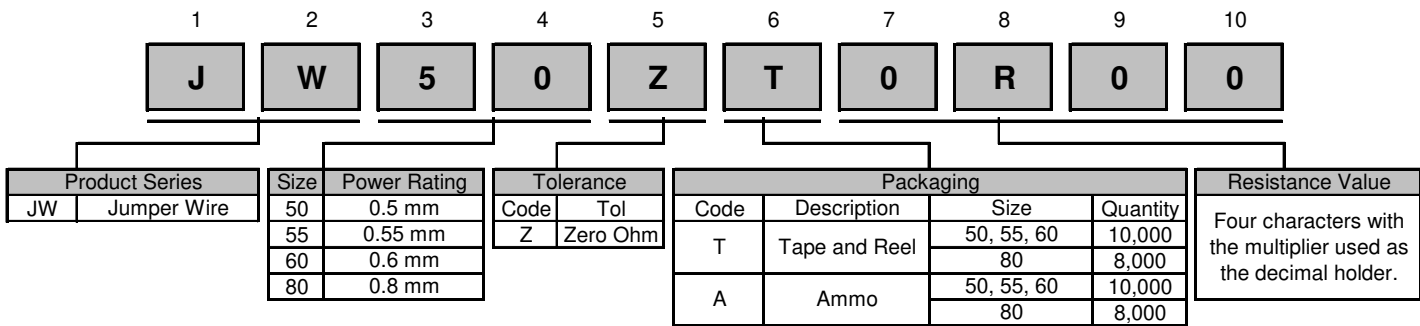 1 2 3 4 5 6 7 8 9 10
J W 5 0 Z T 0 R 0 0
Product Series
JW Jumper Wire
Size Power Rating
50 0.5 mm
55 0.55 mm
60 0.6 mm
80 0.8 mm
Tolerance
Code Tol
Z Zero Ohm
Packaging
Code Description Size Quantity
T Tape and Reel 50, 55, 60 10,000
80 8,000
A Ammo 50, 55, 60 10,000
80 8,000
Resistance Value
Four characters with
the multiplier used as
the decimal holder.